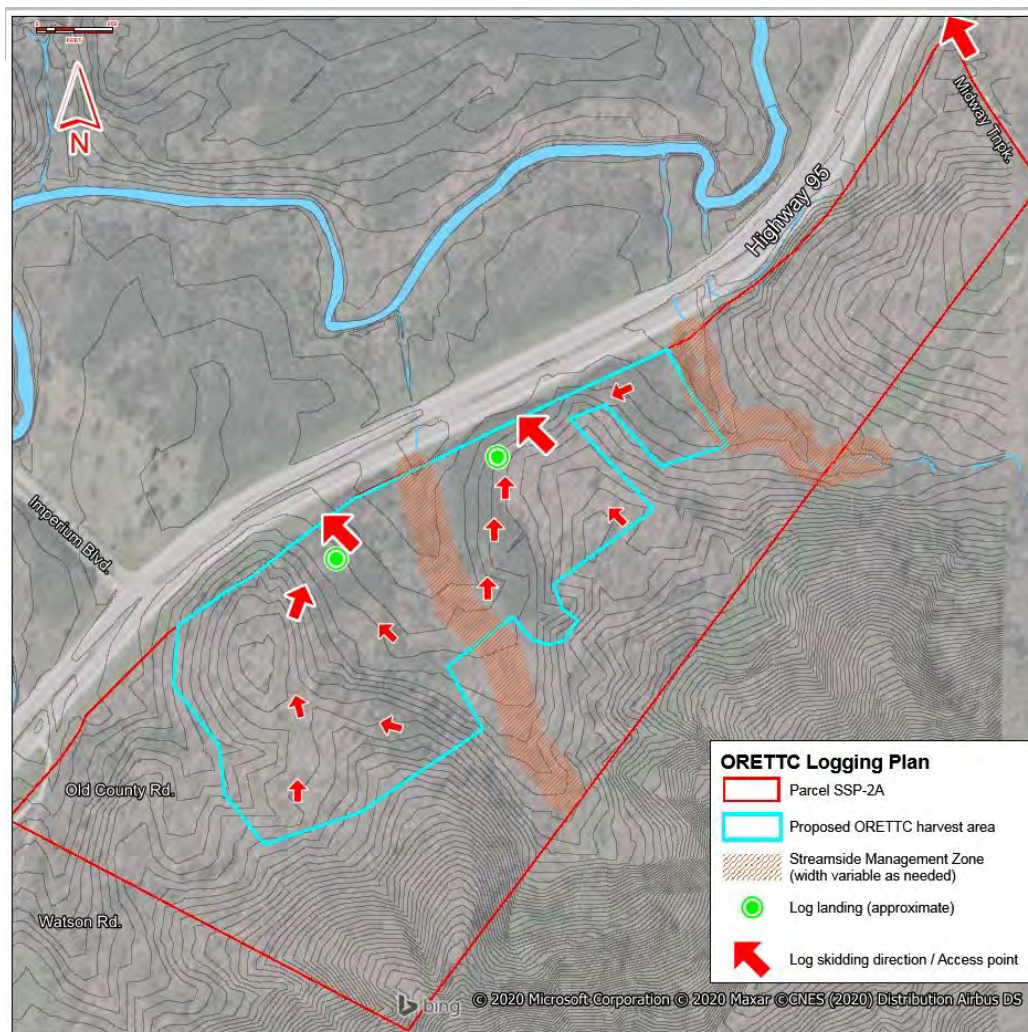 FEET
N
Midway Tnpk.
Highway 95
Imperium Blvd.
Old County Rd.
Watson Rd.
ORETTC Logging Plan
Parcel SSP-2A
Proposed ORETTC harvest area
Streamside Management Zone
(width variable as needed)
Log landing (approximate)
Log skidding direction / Access point
bing
© 2020 Microsoft Corporation © 2020 Maxar ©CNES (2020) Distribution Airbus DS